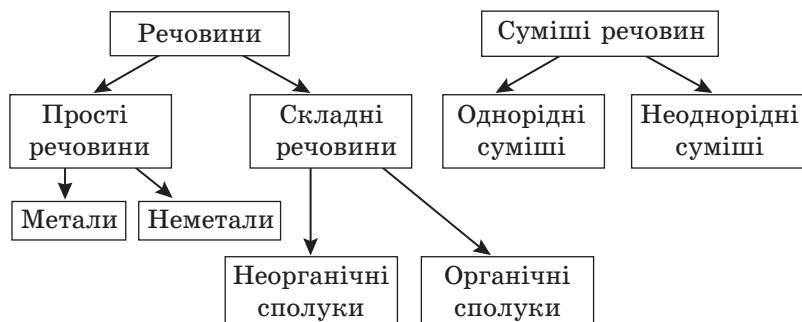 Речовини
Суміші речовин
Прості
речовини
Складні
речовини
Однорідні
суміші
Неоднорідні
суміші
Метали
Неметали
Неорганічні
сполуки
Органічні
сполуки